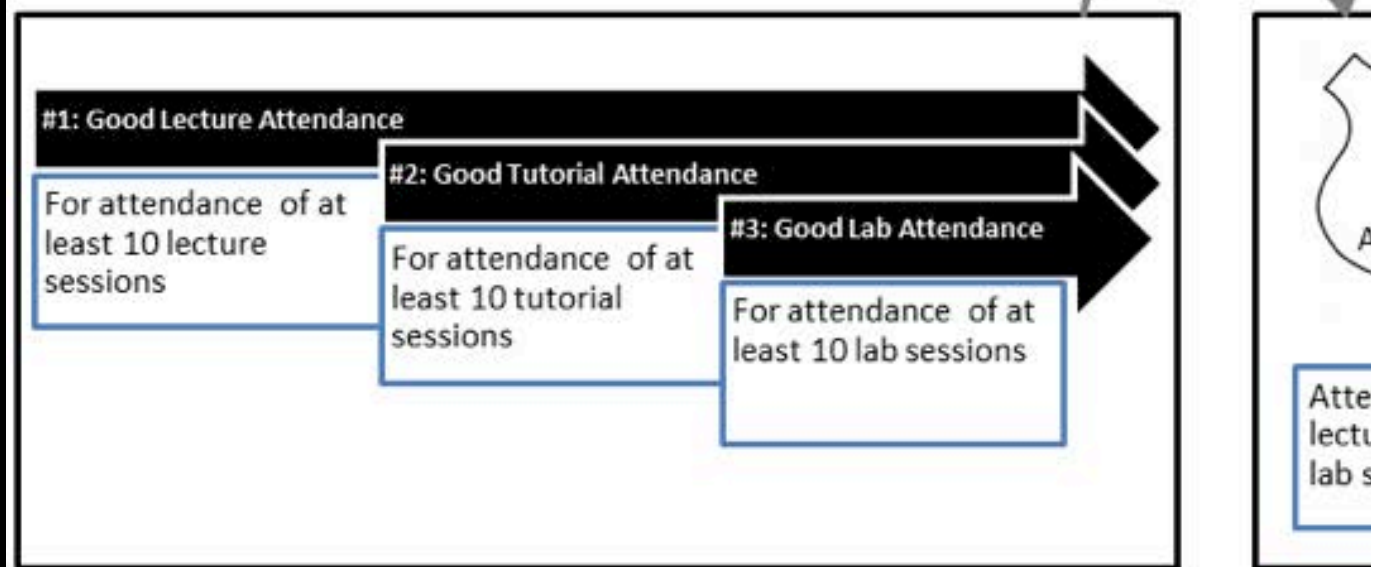 #1: Good Lecture Attendance
For attendance of at
least 10 lecture
sessions
#2: Good Tutorial Attendance
For attendance of at
least 10 tutorial
sessions
#3: Good Lab Attendance
For attendance of at
least 10 lab sessions
A
Atte
lectu
lab s